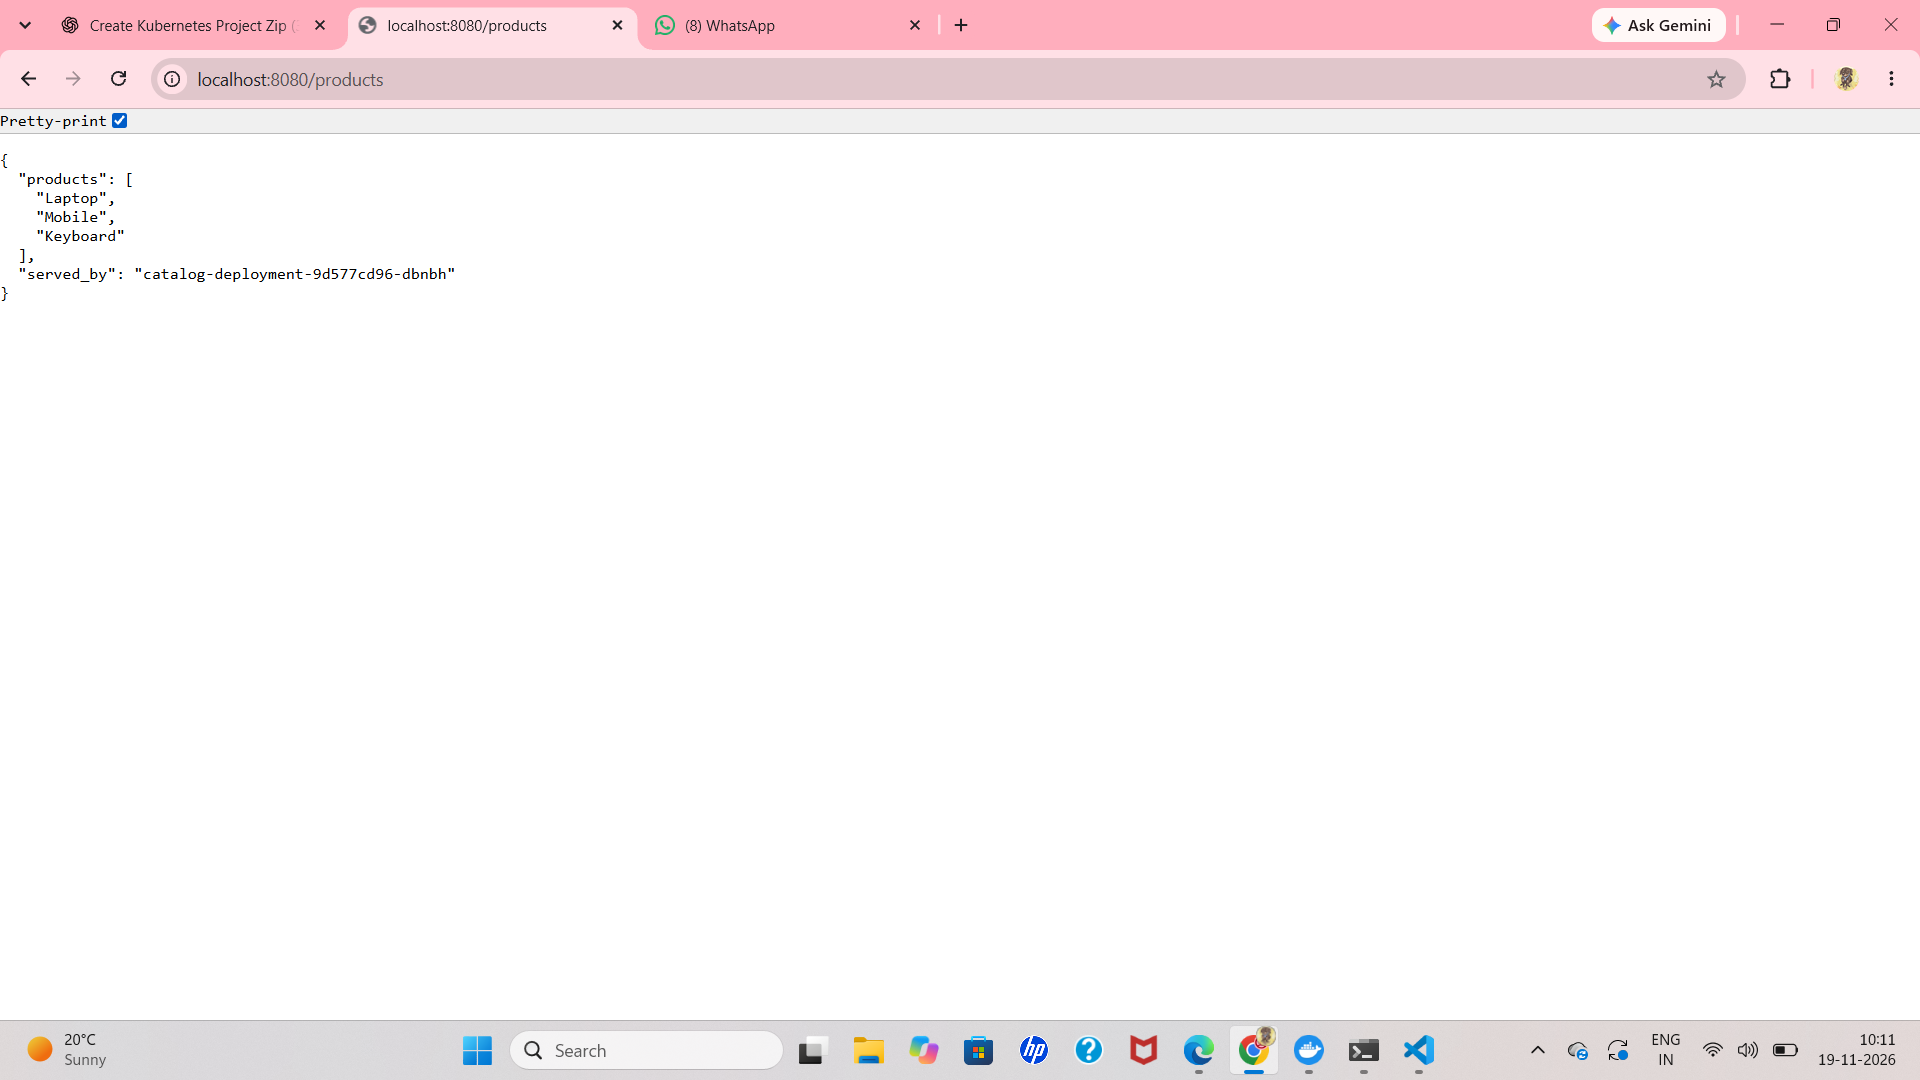 Create Kubernetes Project Zip
localhost:8080/products
(8) WhatsApp
Ask Gemini
localhost:8080/products
Pretty-print
{
"products": [
"Laptop",
"Mobile",
"Keyboard"
],
"served_by": "catalog-deployment-9d577cd96-dbnbh"
}
20°C
Sunny
Search
hp
ENG
IN
10:11
19-11-2026